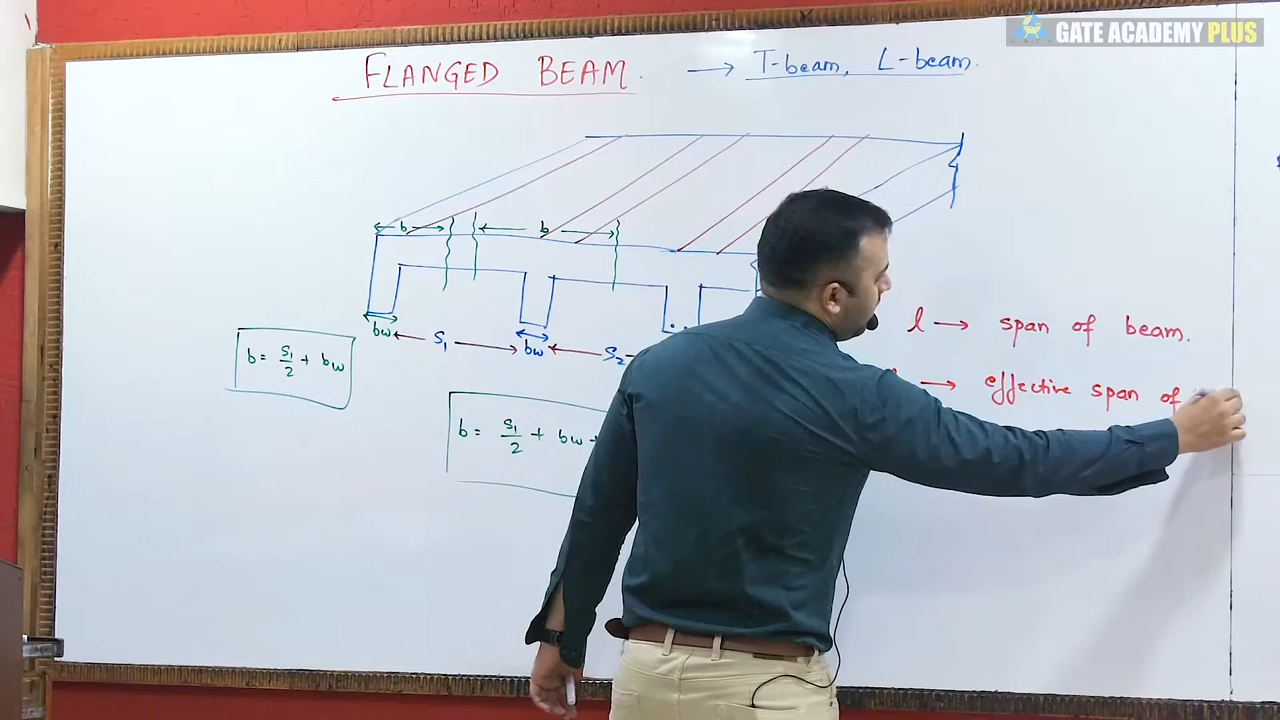 GATE ACADEMY PLUS
FLANGED BEAM. → T-beam, L-beam.
b
b
bw
S1
bw
S2
b = S1/2 + bw
b = S1/2 + bw +
l → span of beam.
→ effective span of